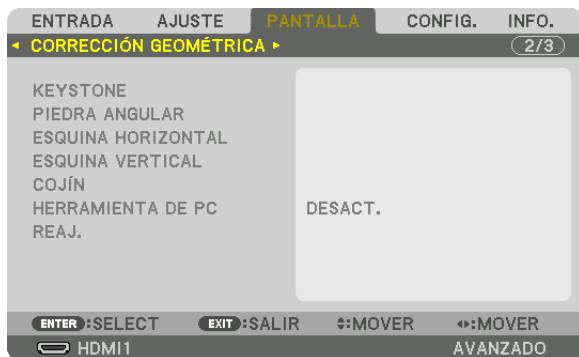 ENTRADA AJUSTE PANTALLA CONFIG. INFO.
CORRECCIÓN GEOMÉTRICA 2/3
KEYSTONE
PIEDRA ANGULAR
ESQUINA HORIZONTAL
ESQUINA VERTICAL
COJÍN
HERRAMIENTA DE PC DESACT.
REAJ.
ENTER:SELECT EXIT:SALIR :MOVER :MOVER
HDMI1 AVANZADO